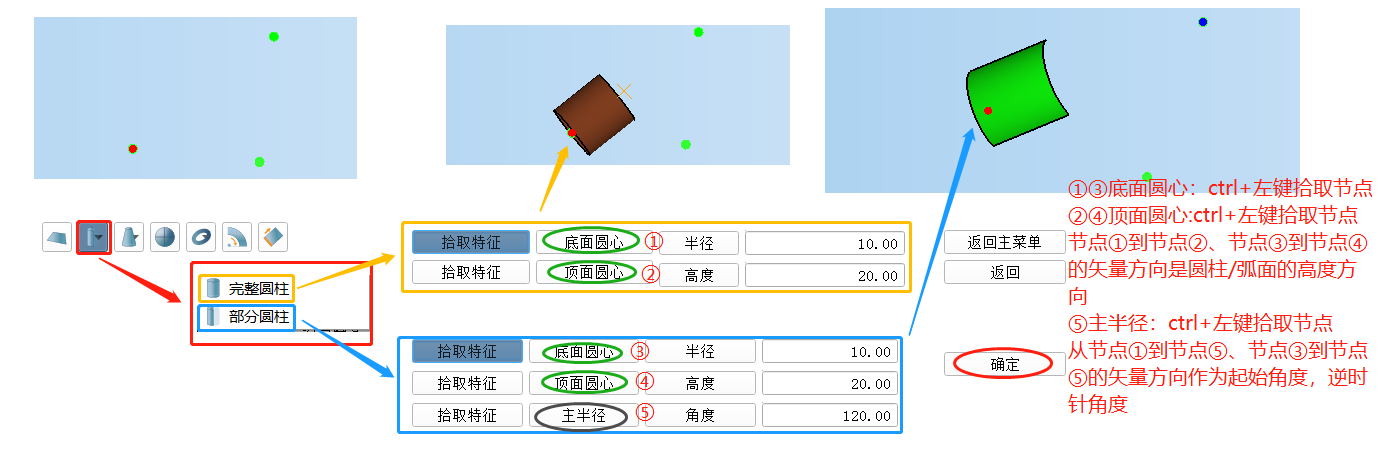 完整圆柱
部分圆柱
拾取特征 底面圆心 ① 半径 10.00
拾取特征 顶面圆心 ② 高度 20.00
拾取特征 底面圆心 ③ 半径 10.00
拾取特征 顶面圆心 ④ 高度 20.00
拾取特征 主半径 ⑤ 角度 120.00
返回主菜单
返回
确定
①③底面圆心：ctrl+左键拾取节点
②④顶面圆心:ctrl+左键拾取节点
节点①到节点②、节点③到节点④
的矢量方向是圆柱/弧面的高度方
向
⑤主半径：ctrl+左键拾取节点
从节点①到节点⑤、节点③到节点
⑤的矢量方向作为起始角度，逆时
针角度